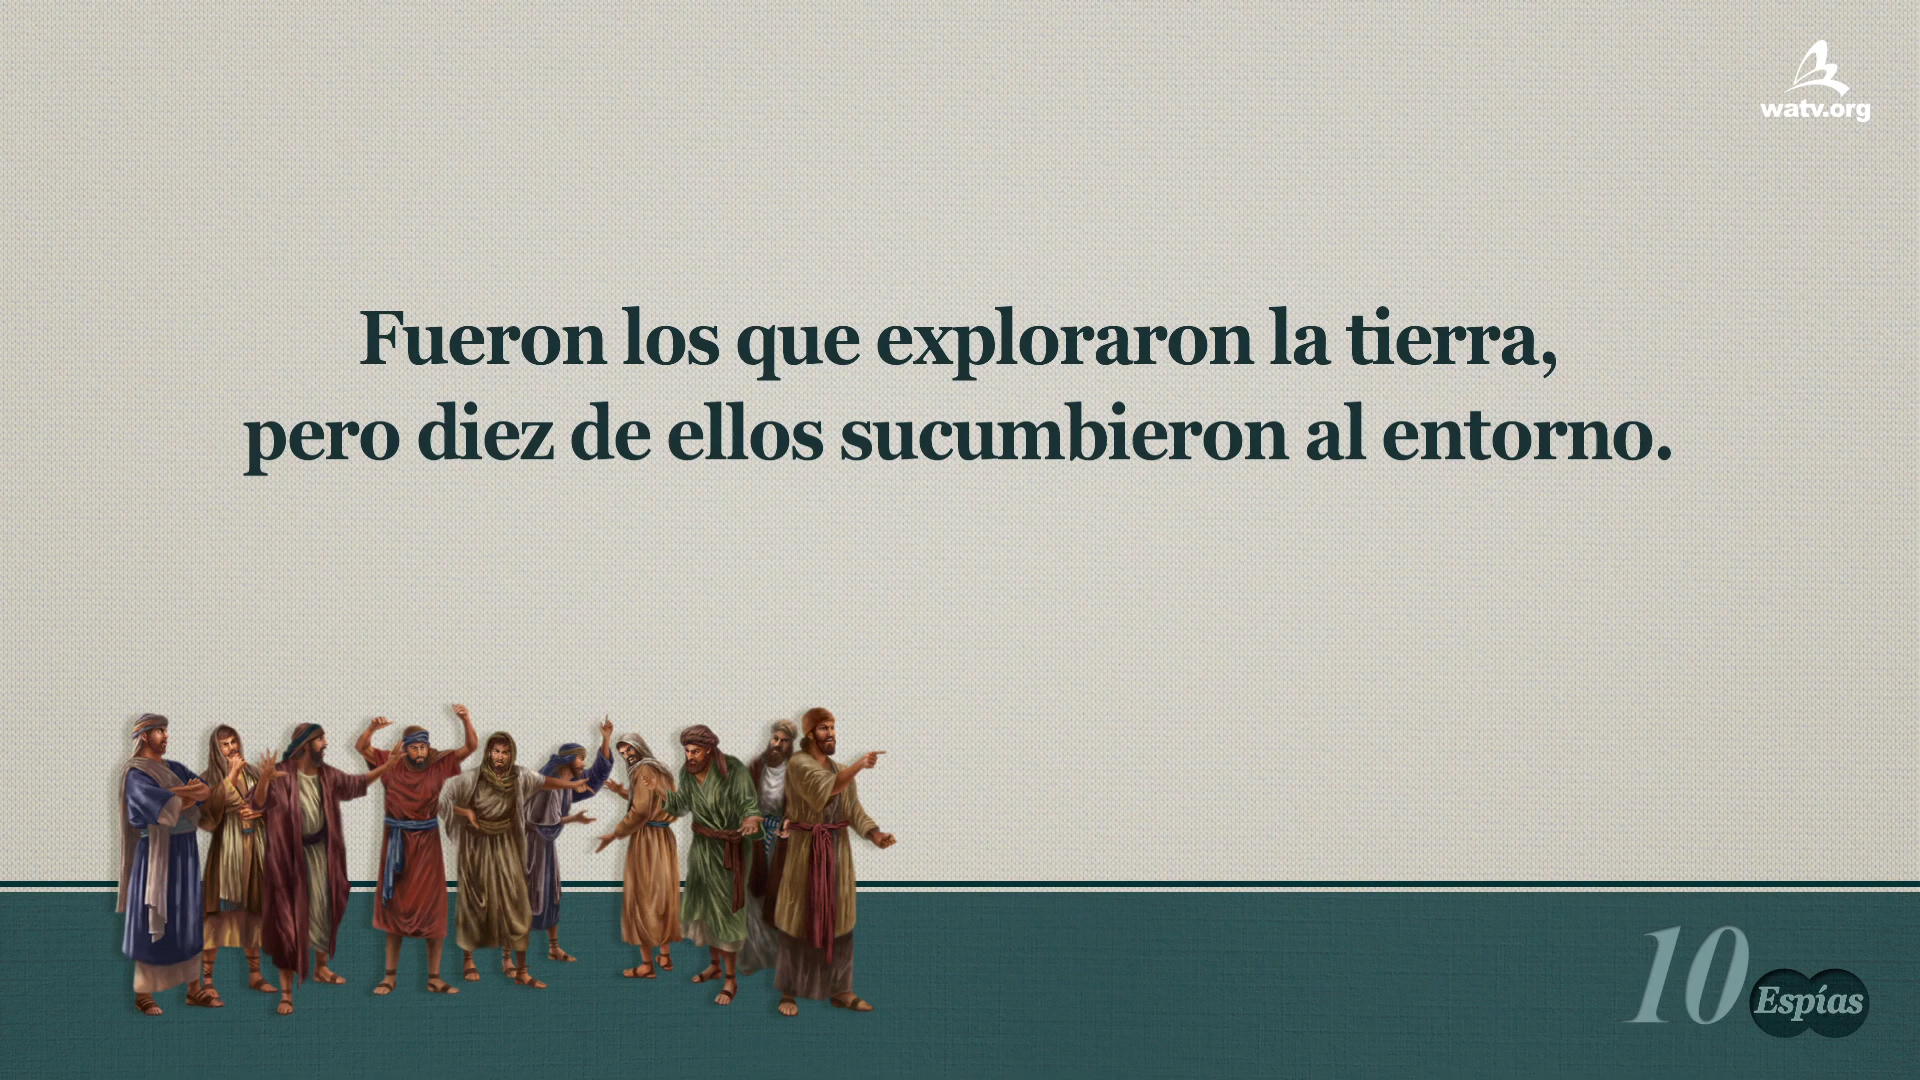 watv.org
Fueron los que exploraron la tierra,
pero diez de ellos sucumbieron al entorno.
10 Espías